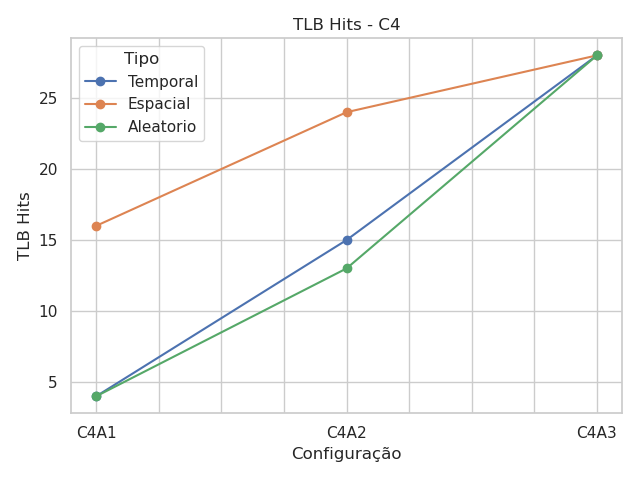 TLB Hits - C4
Tipo
Temporal
Espacial
Aleatorio
TLB Hits
25
20
15
10
5
C4A1 C4A2 C4A3
Configuração